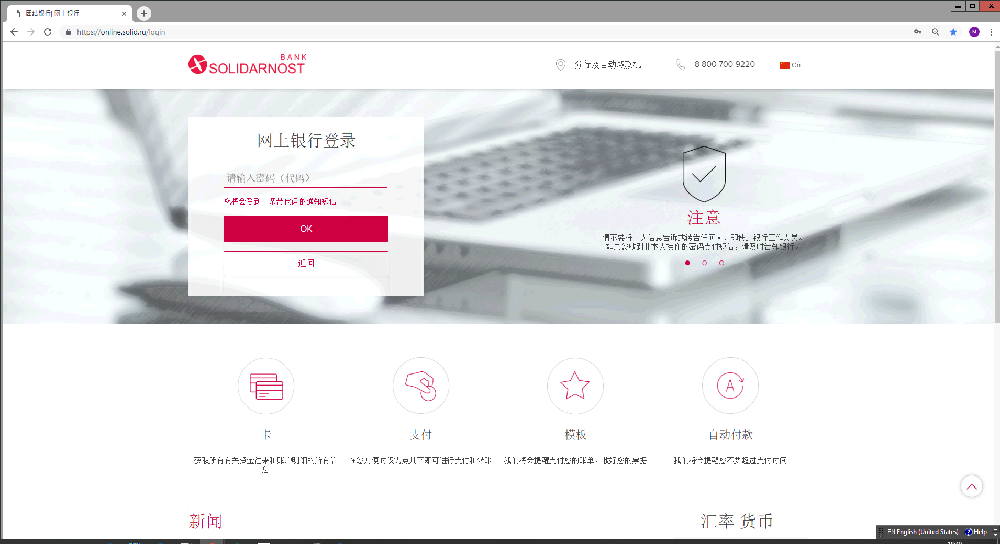 团结银行| 网上银行
https://online.solid.ru/login
M
BANK
SOLIDARNOST
分行及自动取款机
8 800 700 9220
Cn
网上银行登录
请输入密码（代码）
您将会受到一条带代码的通知短信
OK
返回
注意
请不要将个人信息告诉或转告任何人，即使是银行工作人员。
如果您收到非本人操作的密码支付短信，请及时告知银行。
A
卡
支付
模板
自动付款
获取所有有关资金往来和账户明细的所有信
息
在您方便时仅需点几下即可进行支付和转账
我们将会提醒支付您的账单，收好您的票据
我们将会提醒您不要超过支付时间
新闻
汇率 货币
EN English (United States)
? Help